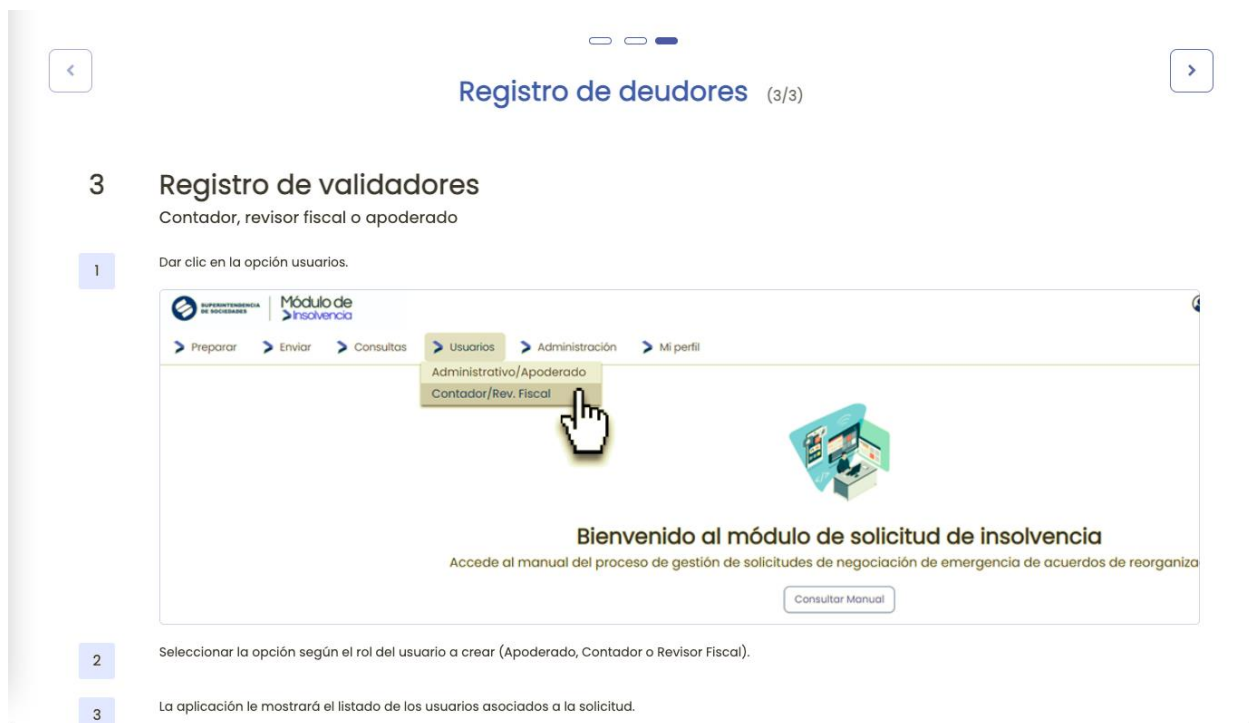 Registro de deudores (3/3)
3
Registro de validadores
Contador, revisor fiscal o apoderado
1
Dar clic en la opción usuarios.
SUPERINTENDENCIA
DE SOCIEDADES
Módulo de
Insolvencia
Preparar Enviar Consultas Usuarios Administración Mi perfil
Administrativo/Apoderado
Contador/Rev. Fiscal
Bienvenido al módulo de solicitud de insolvencia
Accede al manual del proceso de gestión de solicitudes de negociación de emergencia de acuerdos de reorganiza
Consultar Manual
2
Seleccionar la opción según el rol del usuario a crear (Apoderado, Contador o Revisor Fiscal).
3
La aplicación le mostrará el listado de los usuarios asociados a la solicitud.